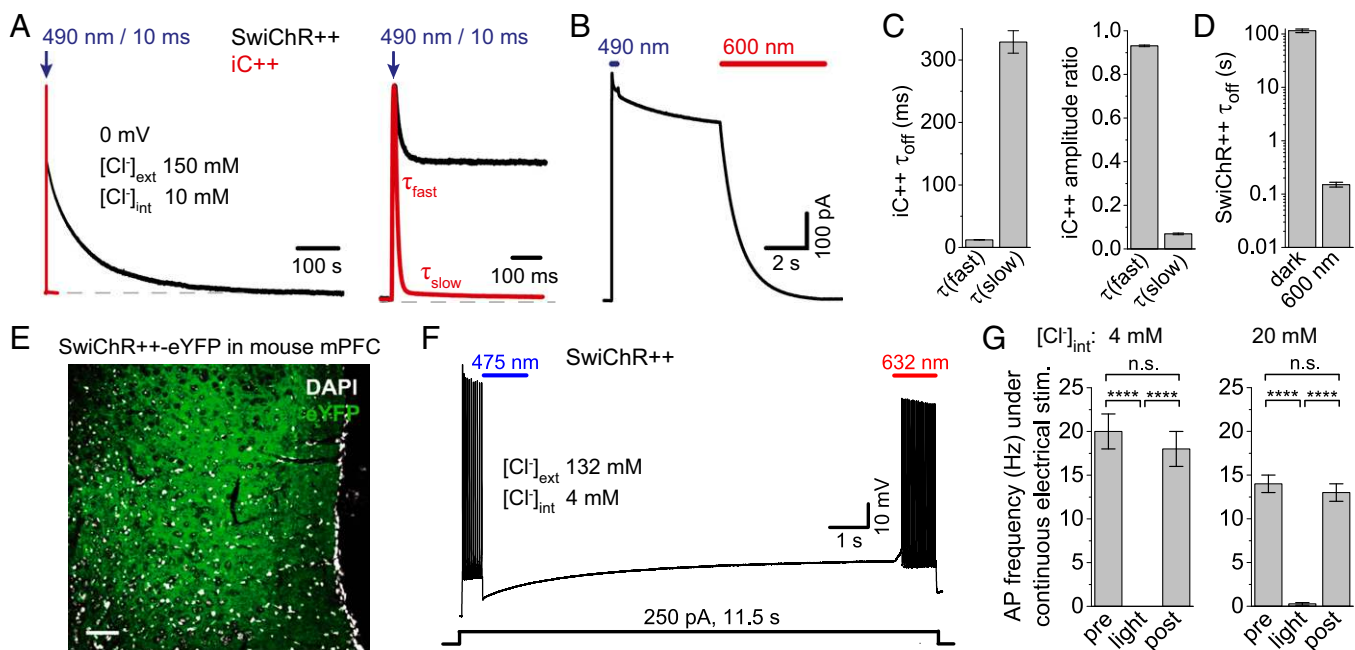 A
490 nm / 10 ms
SwiChR++
iC++
0 mV
[Cl-]ext 150 mM
[Cl-]int 10 mM
100 s
490 nm / 10 ms
τfast
τslow
100 ms
B
490 nm
600 nm
100 pA
2 s
C
iC++ τoff (ms)
300
200
100
0
τ(fast)
τ(slow)
iC++ amplitude ratio
1.0
0.8
0.6
0.4
0.2
0.0
τ(fast)
τ(slow)
D
SwiChR++ τoff (s)
100
10
1
0.1
0.01
dark
600 nm
E
SwiChR++-eYFP in mouse mPFC
DAPI
eYFP
F
475 nm
SwiChR++
632 nm
[Cl-]ext 132 mM
[Cl-]int 4 mM
10 mV
1 s
250 pA, 11.5 s
G
[Cl-]int: 4 mM
20 mM
AP frequency (Hz) under
continuous electrical stim.
n.s.
**** ****
25
20
15
10
5
0
pre
light
post
n.s.
**** ****
25
20
15
10
5
0
pre
light
post